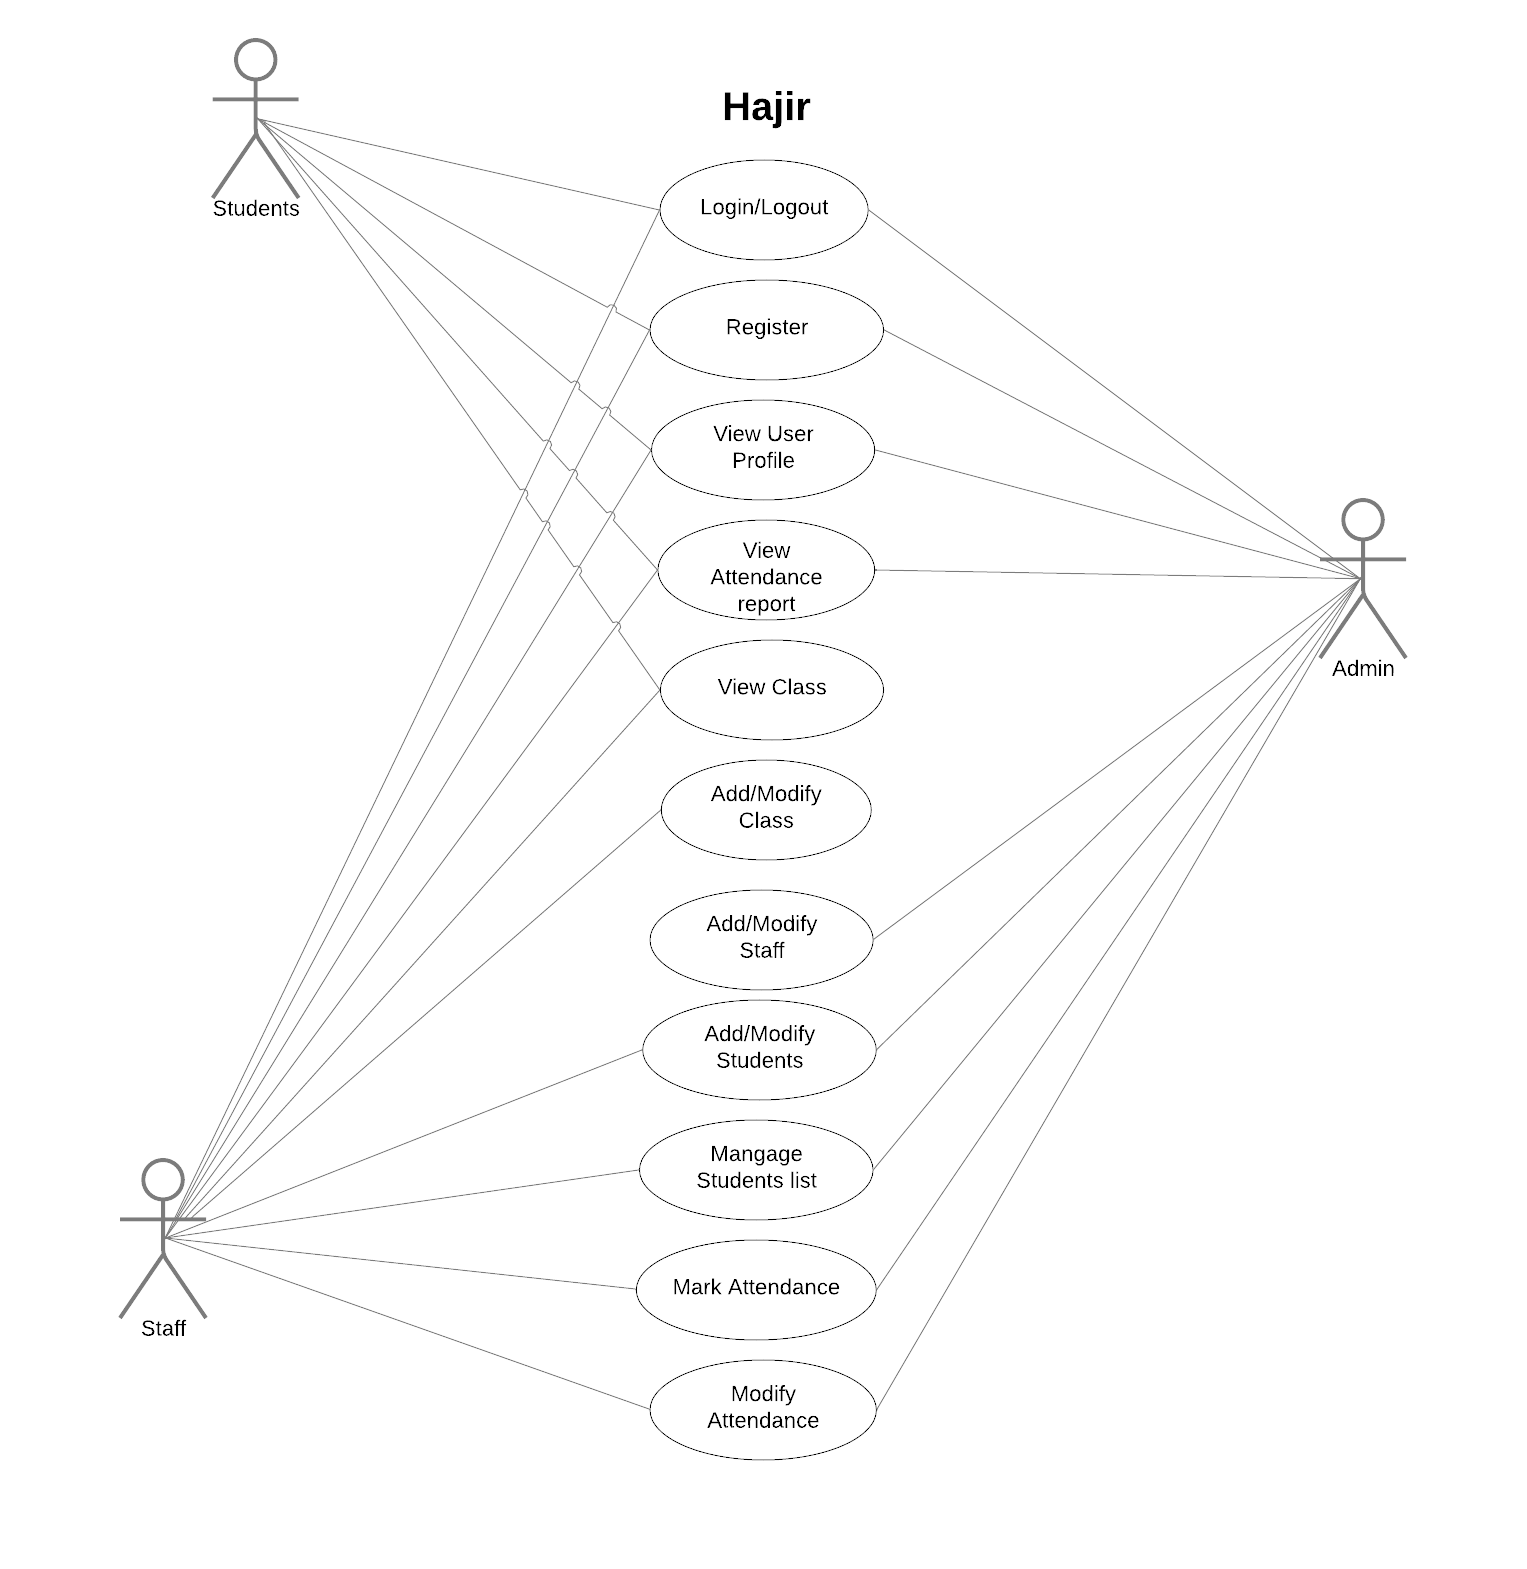 Hajir
Students
Login/Logout
Register
View User
Profile
View
Attendance
report
Admin
View Class
Add/Modify
Class
Add/Modify
Staff
Add/Modify
Students
Mangage
Students list
Mark Attendance
Staff
Modify
Attendance